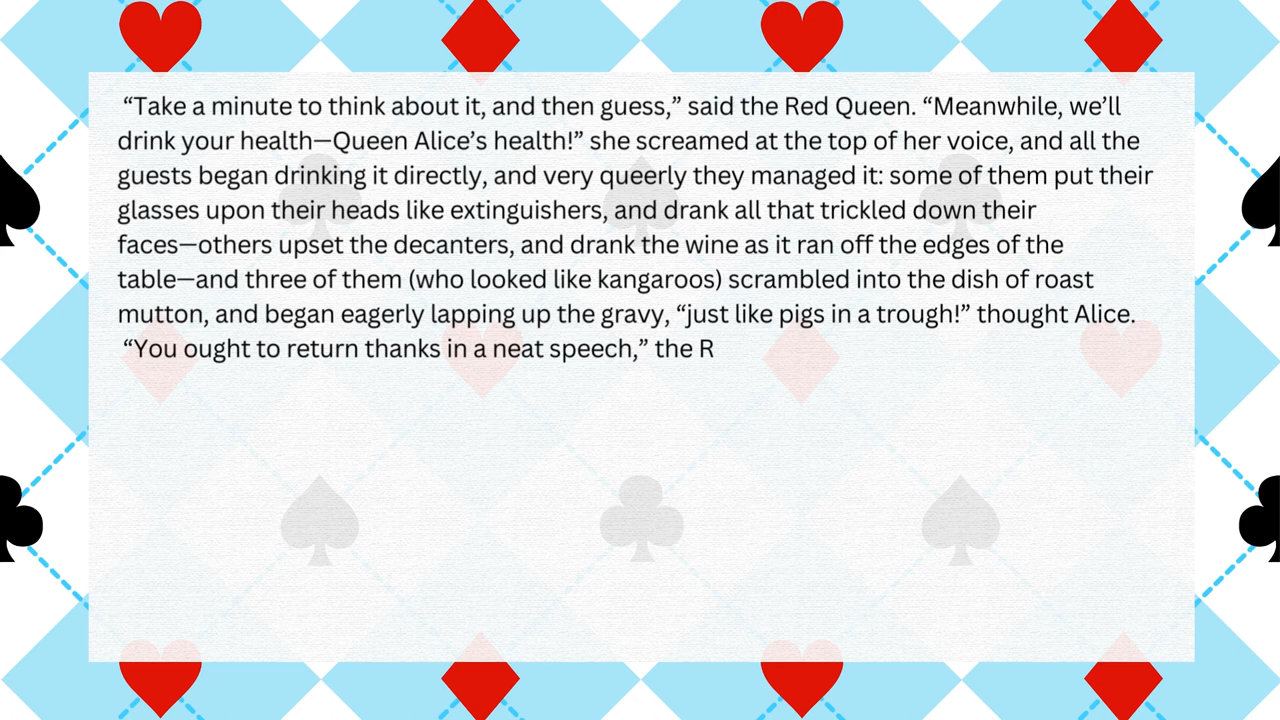 “Take a minute to think about it, and then guess,” said the Red Queen. “Meanwhile, we’ll
drink your health—Queen Alice’s health!” she screamed at the top of her voice, and all the
guests began drinking it directly, and very queerly they managed it: some of them put their
glasses upon their heads like extinguishers, and drank all that trickled down their
faces—others upset the decanters, and drank the wine as it ran off the edges of the
table—and three of them (who looked like kangaroos) scrambled into the dish of roast
mutton, and began eagerly lapping up the gravy, “just like pigs in a trough!” thought Alice.
“You ought to return thanks in a neat speech,” the R